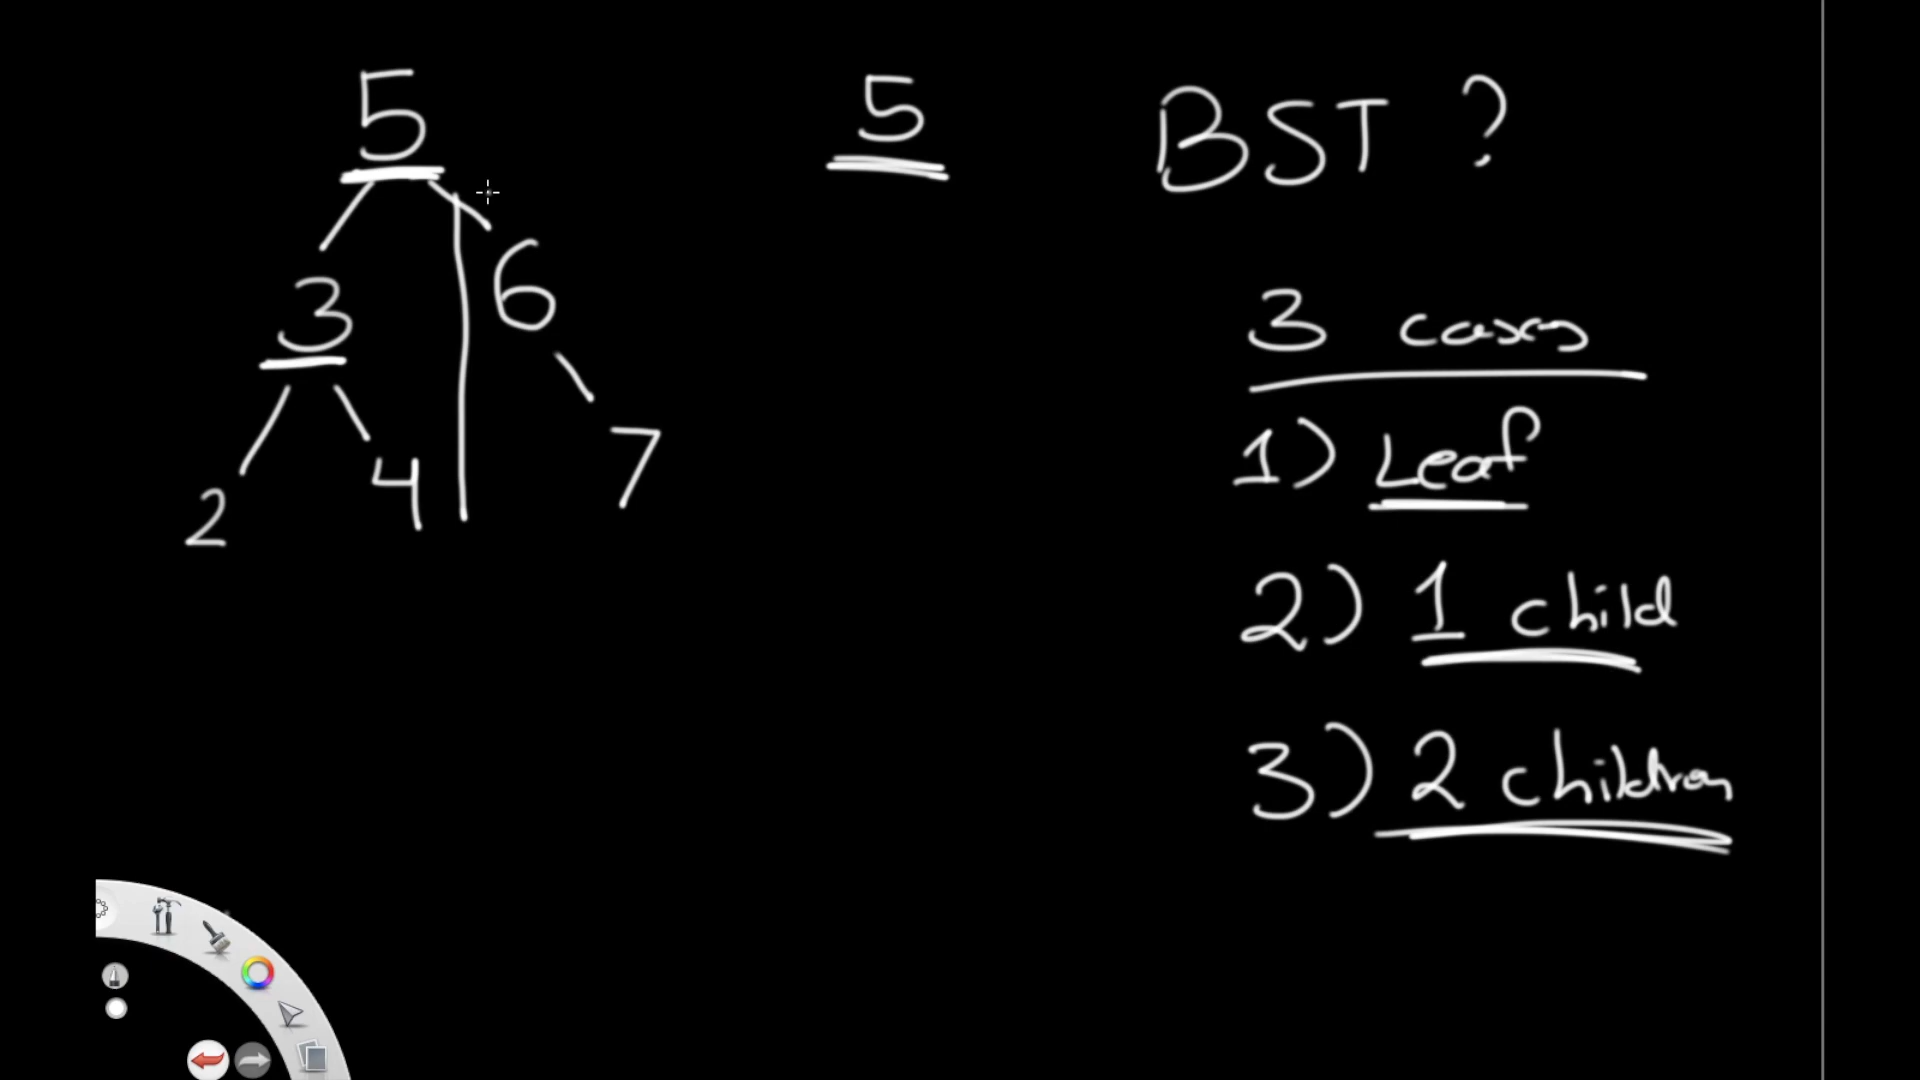 5
3 6
2 4 7
5
BST ?
3 cases
1) Leaf
2) 1 child
3) 2 children